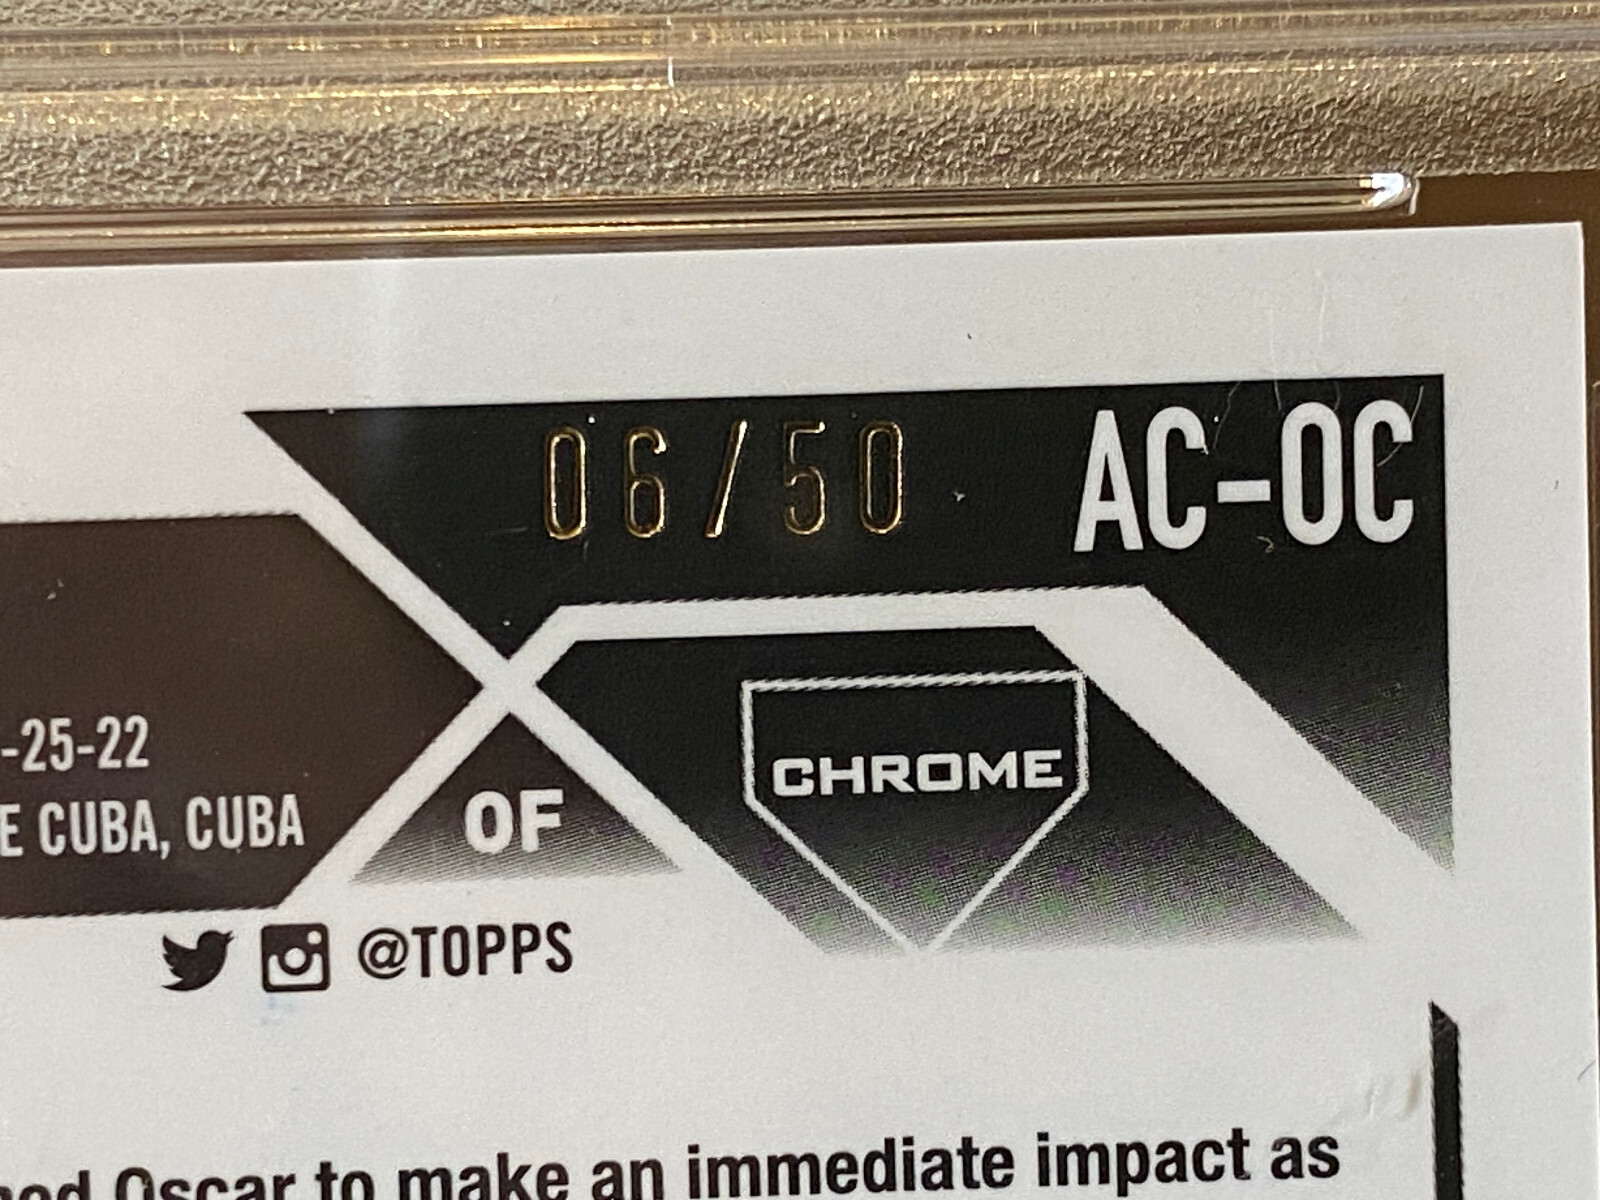 06/50 AC-OC
-25-22
E CUBA, CUBA
OF
CHROME
@TOPPS
Oscar to make an immediate impact as